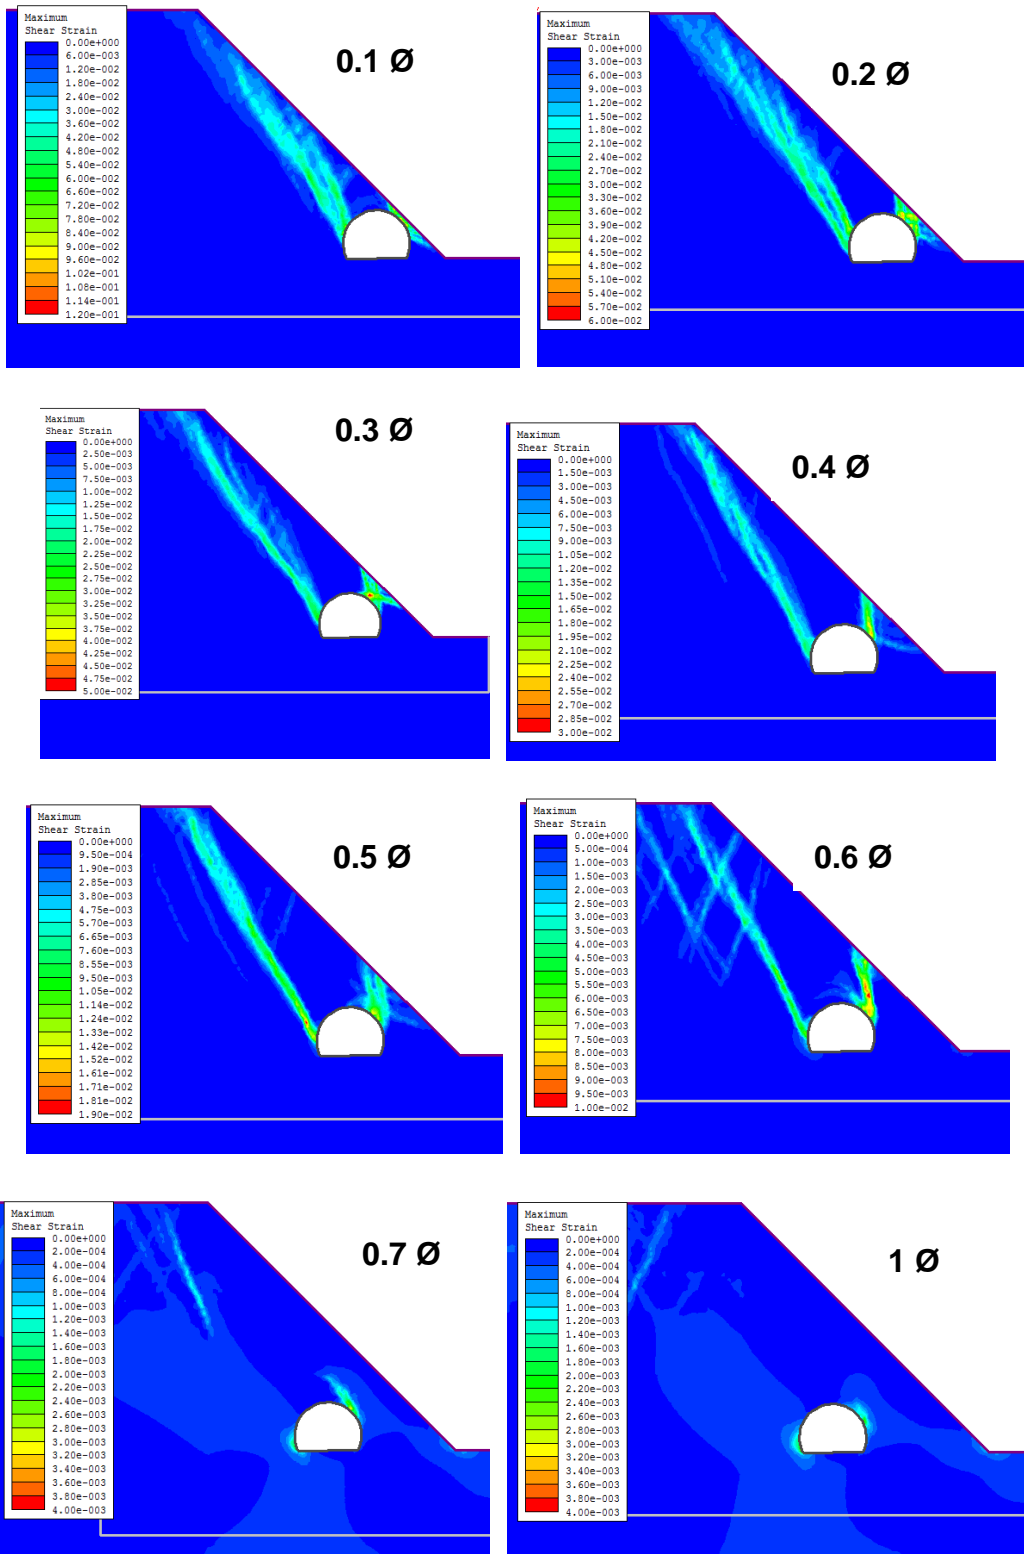 Maximum
Shear Strain
0.00e+000
6.00e-003
1.20e-002
1.80e-002
2.40e-002
3.00e-002
3.60e-002
4.20e-002
4.80e-002
5.40e-002
6.00e-002
6.60e-002
7.20e-002
7.80e-002
8.40e-002
9.00e-002
9.60e-002
1.02e-001
1.08e-001
1.14e-001
1.20e-001
0.1 Ø
Maximum
Shear Strain
0.00e+000
3.00e-003
6.00e-003
9.00e-003
1.20e-002
1.50e-002
1.80e-002
2.10e-002
2.40e-002
2.70e-002
3.00e-002
3.30e-002
3.60e-002
3.90e-002
4.20e-002
4.50e-002
4.80e-002
5.10e-002
5.40e-002
5.70e-002
6.00e-002
0.2 Ø
Maximum
Shear Strain
0.00e+000
2.50e-003
5.00e-003
7.50e-003
1.00e-002
1.25e-002
1.50e-002
1.75e-002
2.00e-002
2.25e-002
2.50e-002
2.75e-002
3.00e-002
3.25e-002
3.50e-002
3.75e-002
4.00e-002
4.25e-002
4.50e-002
4.75e-002
5.00e-002
0.3 Ø
Maximum
Shear Strain
0.00e+000
1.50e-003
3.00e-003
4.50e-003
6.00e-003
7.50e-003
9.00e-003
1.05e-002
1.20e-002
1.35e-002
1.50e-002
1.65e-002
1.80e-002
1.95e-002
2.10e-002
2.25e-002
2.40e-002
2.55e-002
2.70e-002
2.85e-002
3.00e-002
0.4 Ø
Maximum
Shear Strain
0.00e+000
9.50e-004
1.90e-003
2.85e-003
3.80e-003
4.75e-003
5.70e-003
6.65e-003
7.60e-003
8.55e-003
9.50e-003
1.05e-002
1.14e-002
1.24e-002
1.33e-002
1.42e-002
1.52e-002
1.61e-002
1.71e-002
1.81e-002
1.90e-002
0.5 Ø
Maximum
Shear Strain
0.00e+000
5.00e-004
1.00e-003
1.50e-003
2.00e-003
2.50e-003
3.00e-003
3.50e-003
4.00e-003
4.50e-003
5.00e-003
5.50e-003
6.00e-003
6.50e-003
7.00e-003
7.50e-003
8.00e-003
8.50e-003
9.00e-003
9.50e-003
1.00e-002
0.6 Ø
Maximum
Shear Strain
0.00e+000
2.00e-004
4.00e-004
6.00e-004
8.00e-004
1.00e-003
1.20e-003
1.40e-003
1.60e-003
1.80e-003
2.00e-003
2.20e-003
2.40e-003
2.60e-003
2.80e-003
3.00e-003
3.20e-003
3.40e-003
3.60e-003
3.80e-003
4.00e-003
0.7 Ø
Maximum
Shear Strain
0.00e+000
2.00e-004
4.00e-004
6.00e-004
8.00e-004
1.00e-003
1.20e-003
1.40e-003
1.60e-003
1.80e-003
2.00e-003
2.20e-003
2.40e-003
2.60e-003
2.80e-003
3.00e-003
3.20e-003
3.40e-003
3.60e-003
3.80e-003
4.00e-003
1 Ø